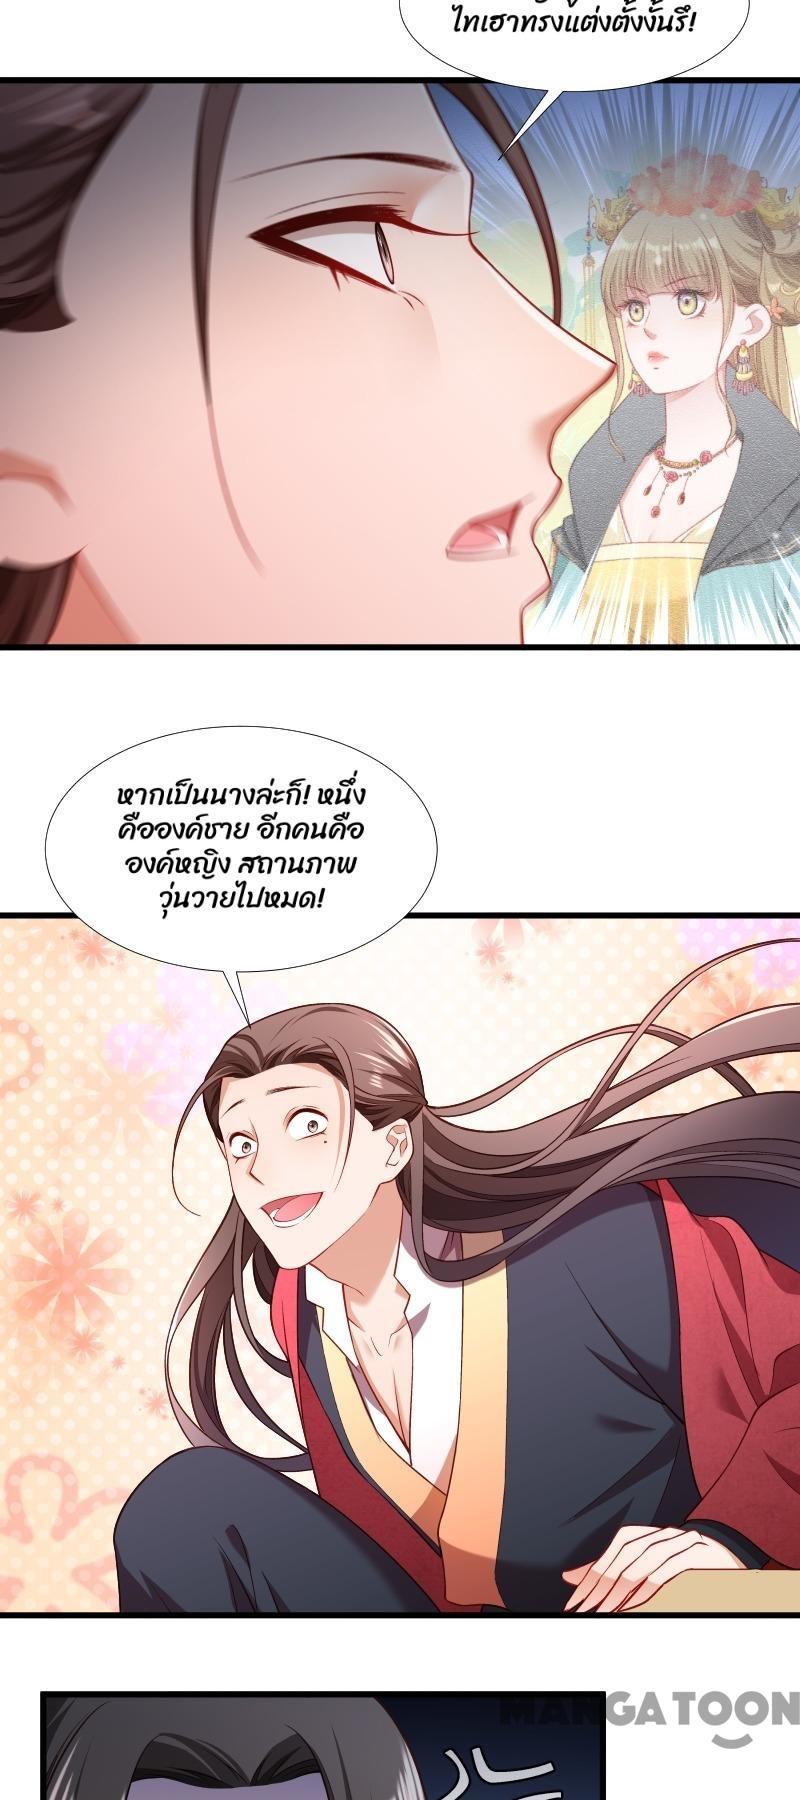 ไทเฮาทรงแต่งตั้งงั้นรึ!
หากเป็นนางล่ะก็! หนึ่ง
คือองค์ชาย อีกคนคือ
องค์หญิง สถานภาพ
วุ่นวายไปหมด!
MANGATOON